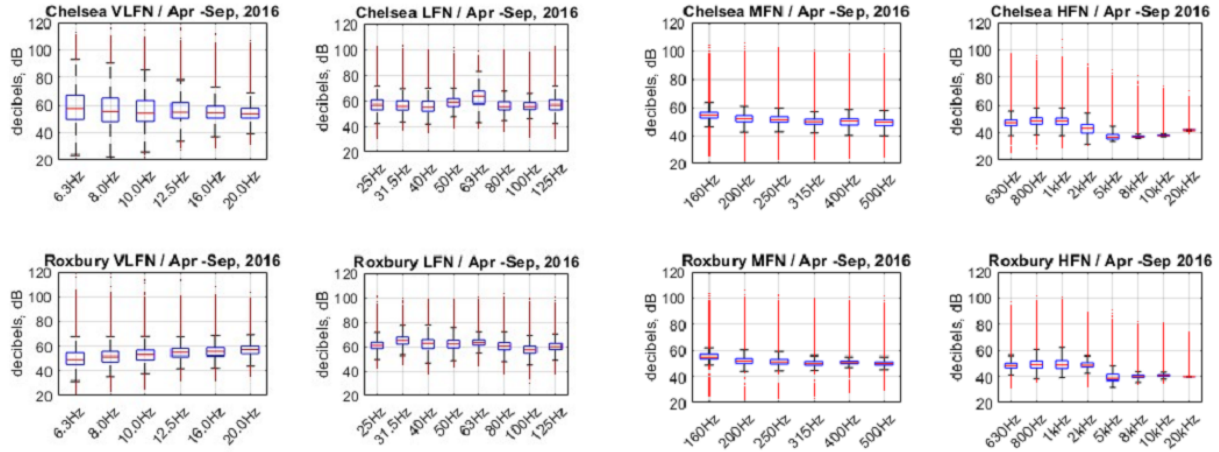 Chelsea VLFN / Apr -Sep, 2016
decibels, dB
120
100
80
60
40
20
6.3Hz
8.0Hz
10.0Hz
12.5Hz
16.0Hz
20.0Hz
Chelsea LFN / Apr -Sep, 2016
120
100
80
60
40
20
25Hz
31.5Hz
40Hz
50Hz
63Hz
80Hz
100Hz
125Hz
Chelsea MFN / Apr -Sep, 2016
decibels, dB
120
100
80
60
40
20
160Hz
200Hz
250Hz
315Hz
400Hz
500Hz
Chelsea HFN / Apr -Sep 2016
decibels, dB
120
100
80
60
40
20
630Hz
800Hz
1kHz
2kHz
5kHz
8kHz
10kHz
20kHz
Roxbury VLFN / Apr -Sep, 2016
decibels, dB
120
100
80
60
40
20
6.3Hz
8.0Hz
10.0Hz
12.5Hz
16.0Hz
20.0Hz
Roxbury LFN / Apr -Sep, 2016
120
100
80
60
40
20
25Hz
31.5Hz
40Hz
50Hz
63Hz
80Hz
100Hz
125Hz
Roxbury MFN / Apr -Sep, 2016
decibels, dB
120
100
80
60
40
20
160Hz
200Hz
250Hz
315Hz
400Hz
500Hz
Roxbury HFN / Apr -Sep 2016
decibels, dB
120
100
80
60
40
20
630Hz
800Hz
1kHz
2kHz
5kHz
8kHz
10kHz
20kHz